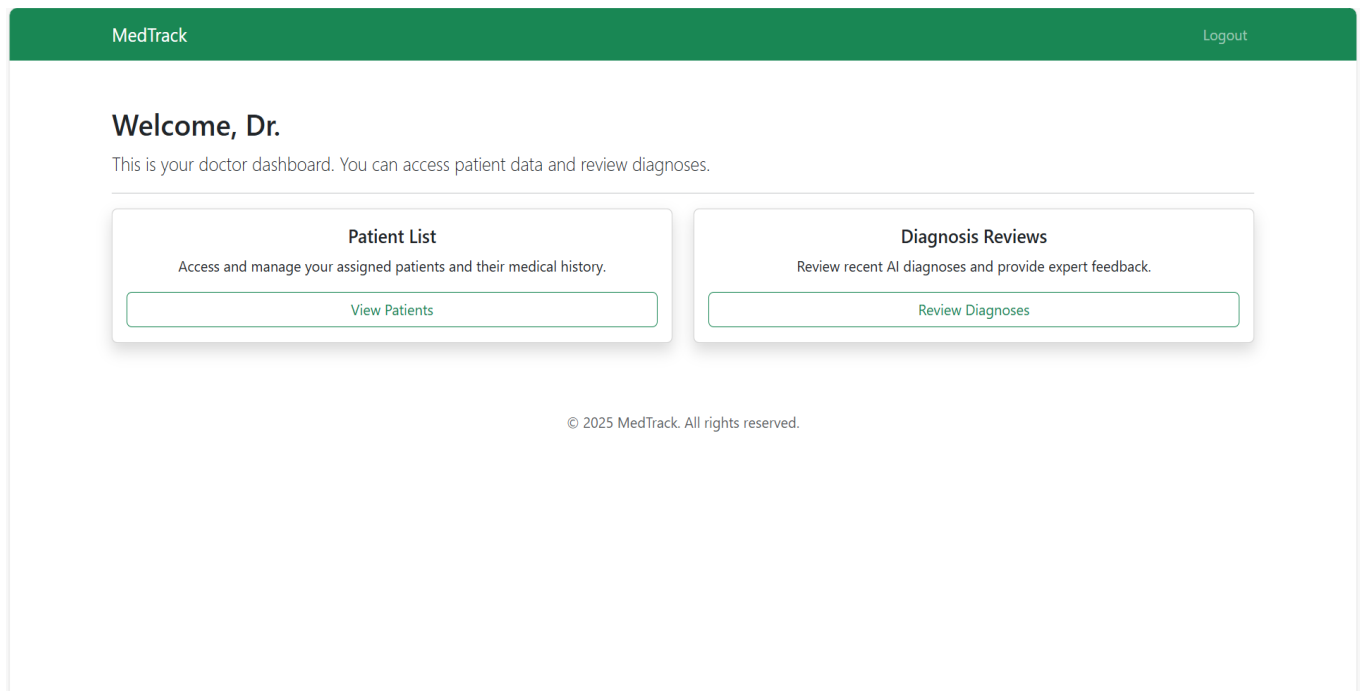 MedTrack
Logout
Welcome, Dr.
This is your doctor dashboard. You can access patient data and review diagnoses.
Patient List
Access and manage your assigned patients and their medical history.
View Patients
Diagnosis Reviews
Review recent AI diagnoses and provide expert feedback.
Review Diagnoses
© 2025 MedTrack. All rights reserved.